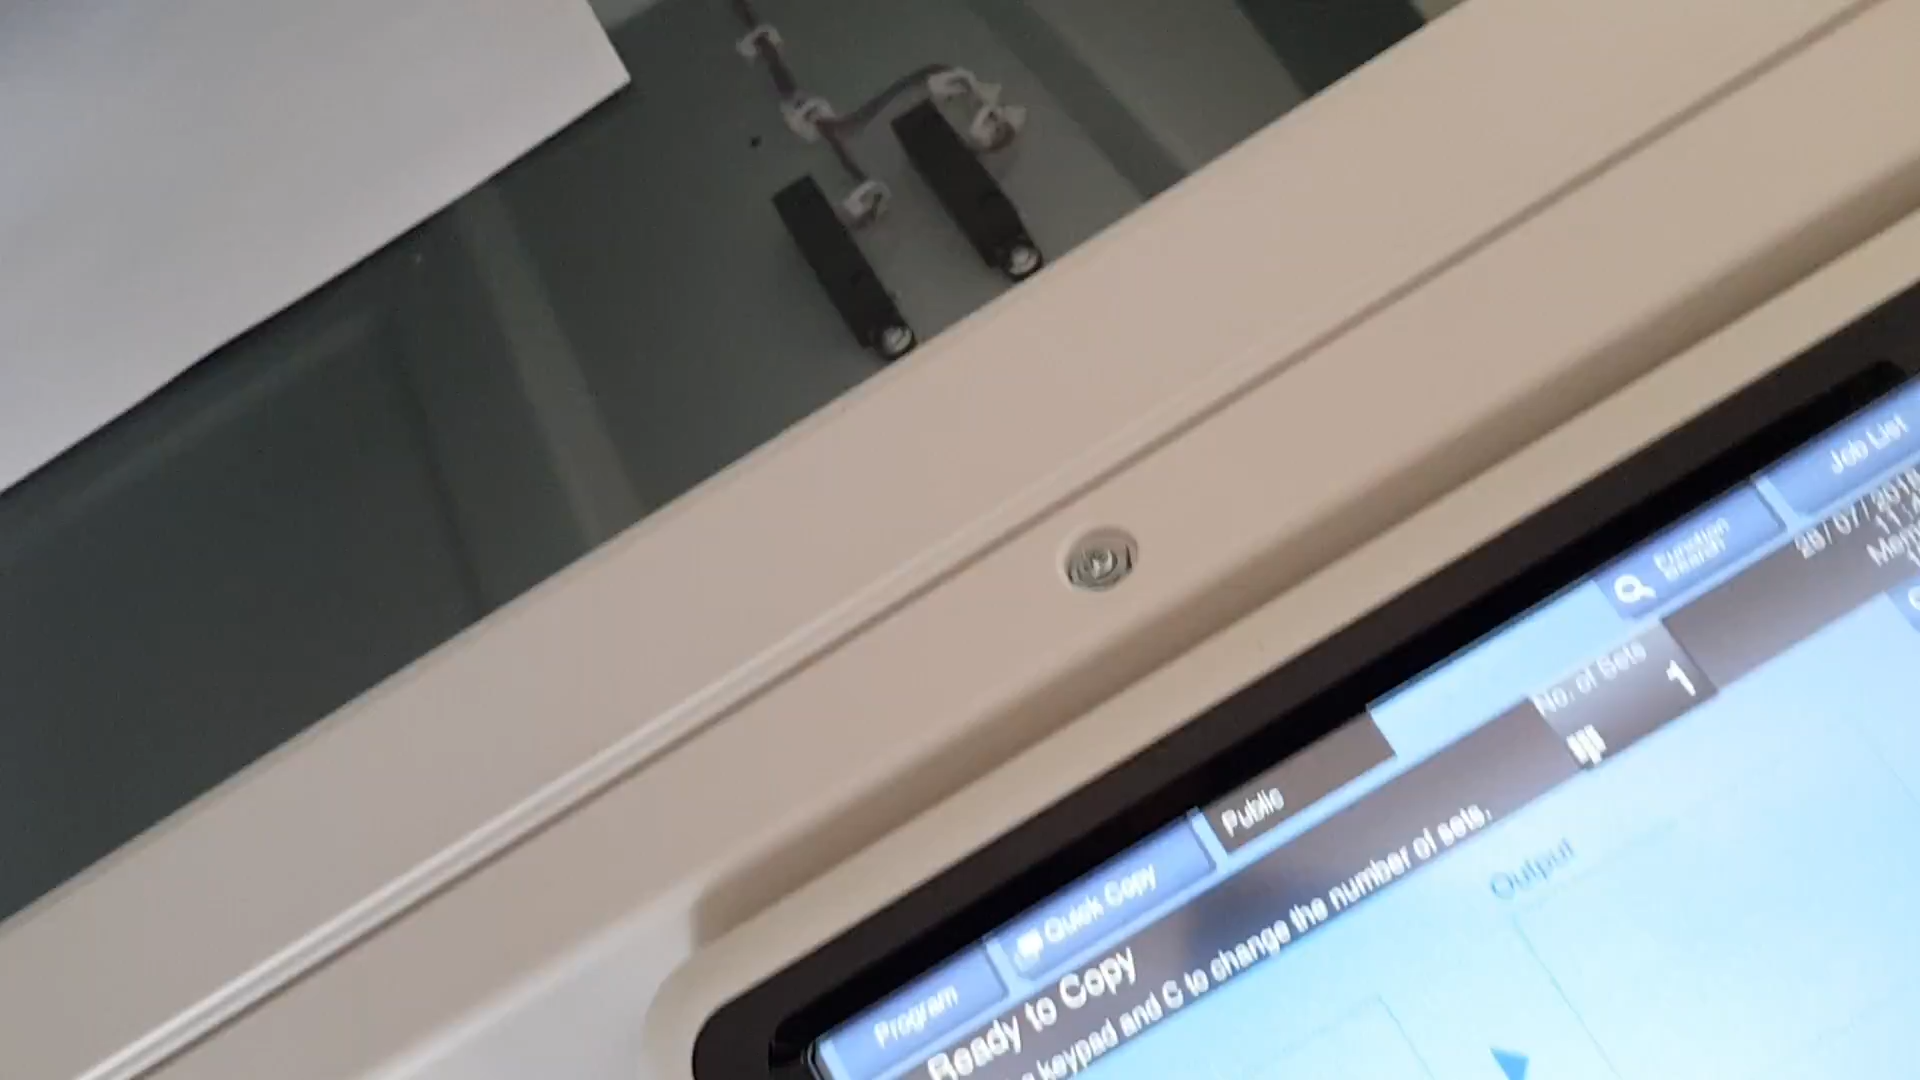 Job List
Function
Search
No. of Sets
1
Public
Quick Copy
Program
Ready to Copy
keypad and C to change the number of sets.
Output